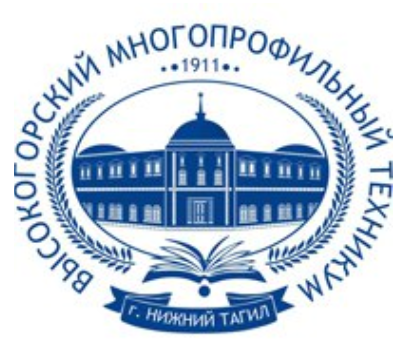 ВЫСОКОГОРСКИЙ МНОГОПРОФИЛЬНЫЙ ТЕХНИКУМ
1911
г. НИЖНИЙ ТАГИЛ